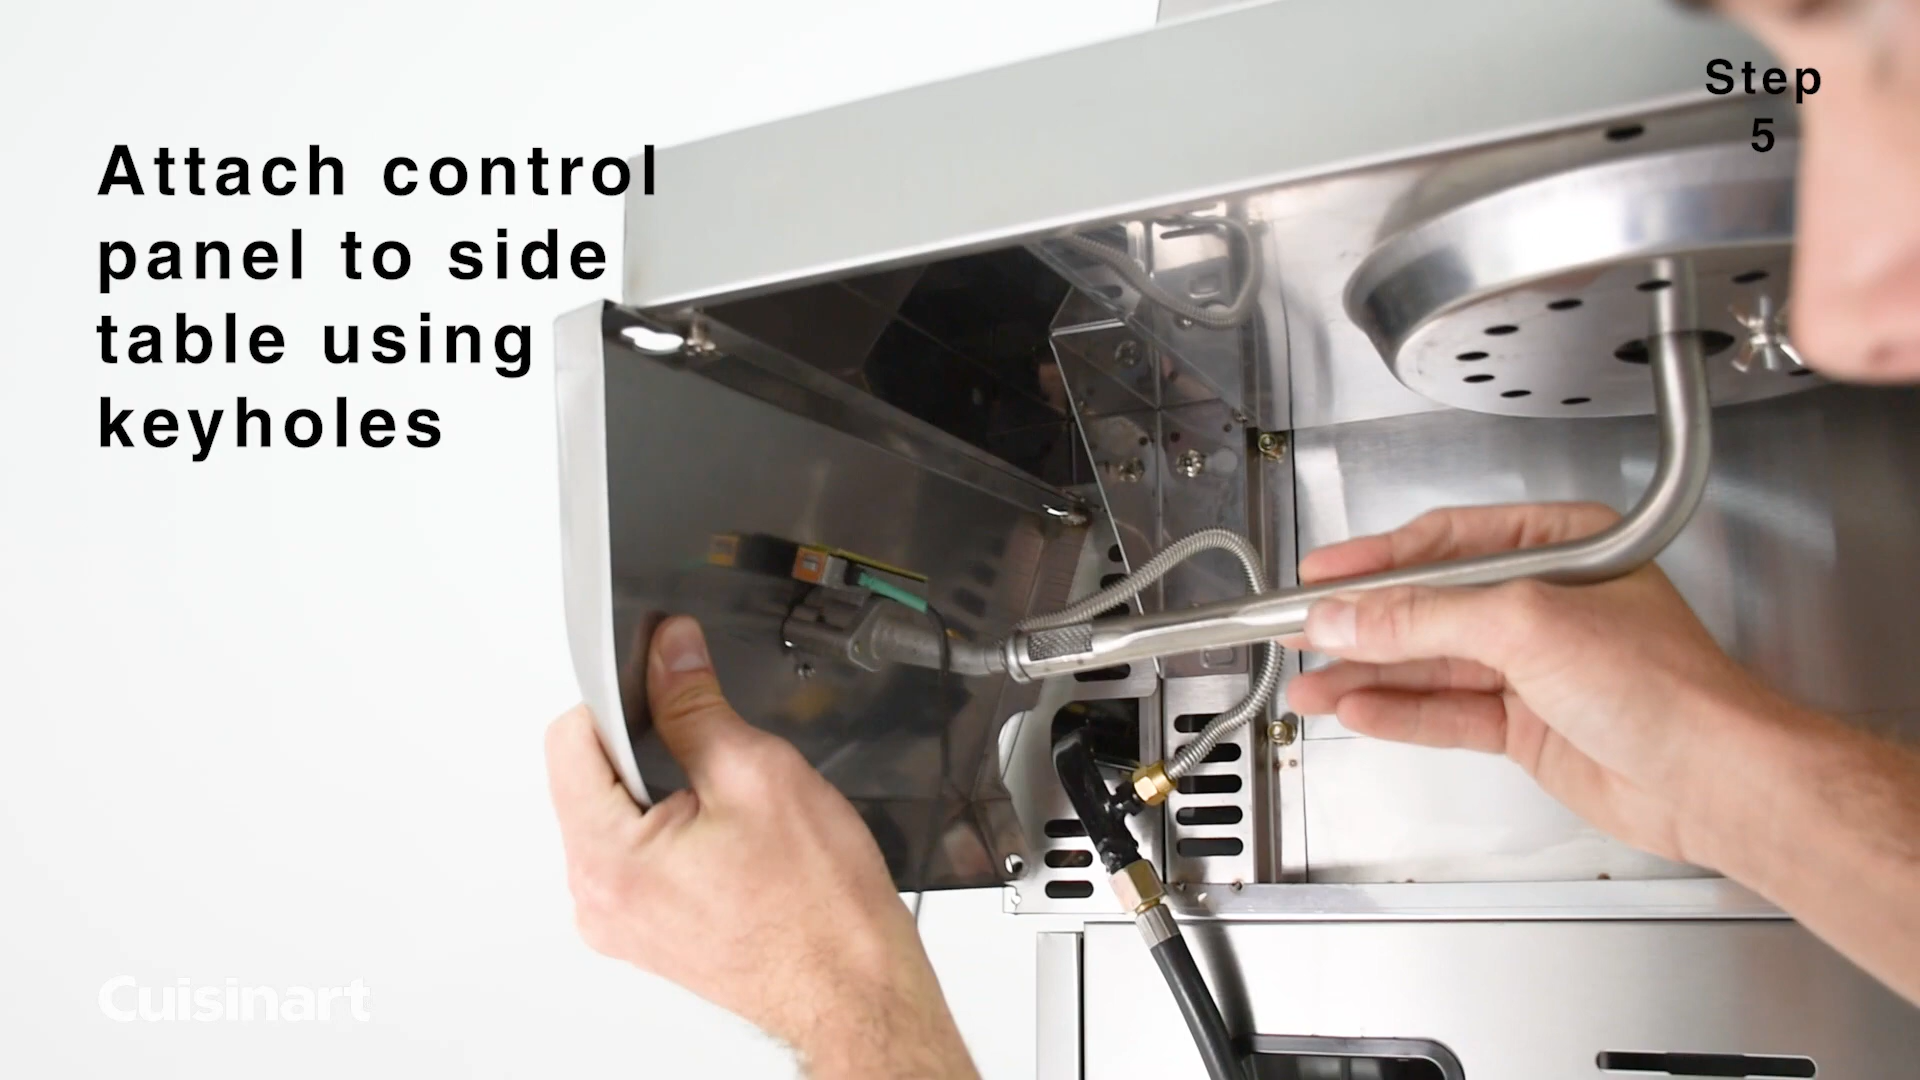 Step
5
Attach control
panel to side
table using
keyholes
Cuisinart